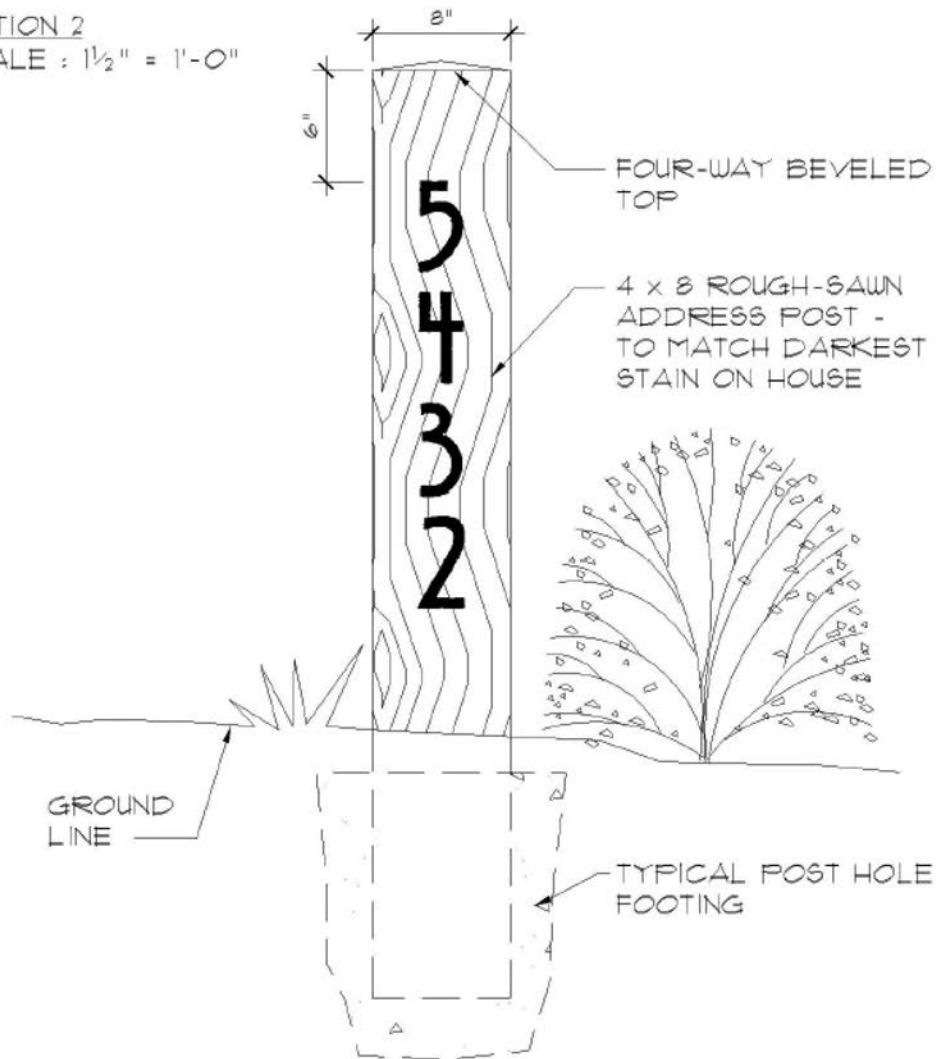 TION 2
ALE : 1½" = 1'-0"
8"
6"
FOUR-WAY BEVELED
TOP
5
4
3
2
4 x 8 ROUGH-SAWN
ADDRESS POST -
TO MATCH DARKEST
STAIN ON HOUSE
GROUND
LINE
TYPICAL POST HOLE
FOOTING